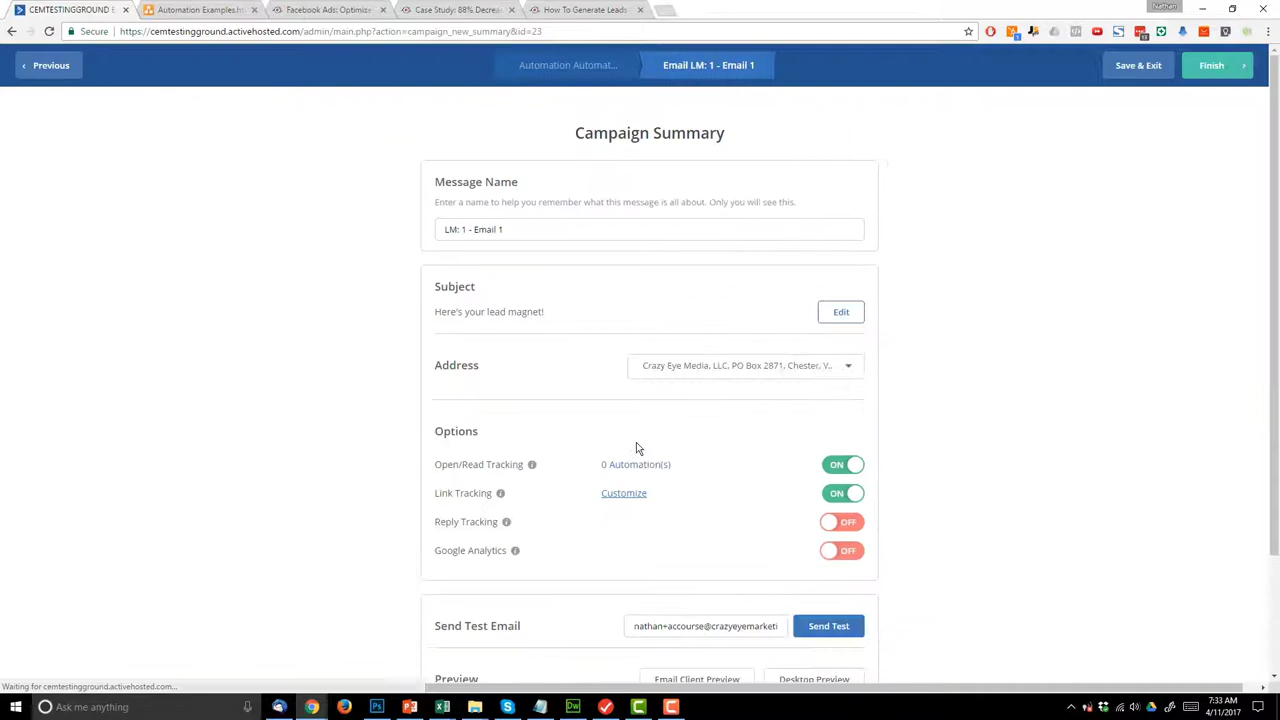 CEMTESTINGGROUND E
Automation Examples.ht
Facebook Ads: Optimize
Case Study: 88% Decrea
How To Generate Leads
Nathan
Secure
https://cemtestingground.activehosted.com/admin/main.php?action=campaign_new_summary&id=23
Previous
Automation Automat...
Email LM: 1 - Email 1
Save & Exit
Finish
Campaign Summary
Message Name
Enter a name to help you remember what this message is all about. Only you will see this.
LM: 1 - Email 1
Subject
Here's your lead magnet!
Edit
Address
Crazy Eye Media, LLC, PO Box 2871, Chester, V..
Options
Open/Read Tracking
0 Automation(s)
ON
Link Tracking
Customize
ON
Reply Tracking
OFF
Google Analytics
OFF
Send Test Email
nathan+accourse@crazyeyemarketi
Send Test
Preview
Email Client Preview
Desktop Preview
Waiting for cemtestingground.activehosted.com...
Ask me anything
7:33 AM
4/11/2017